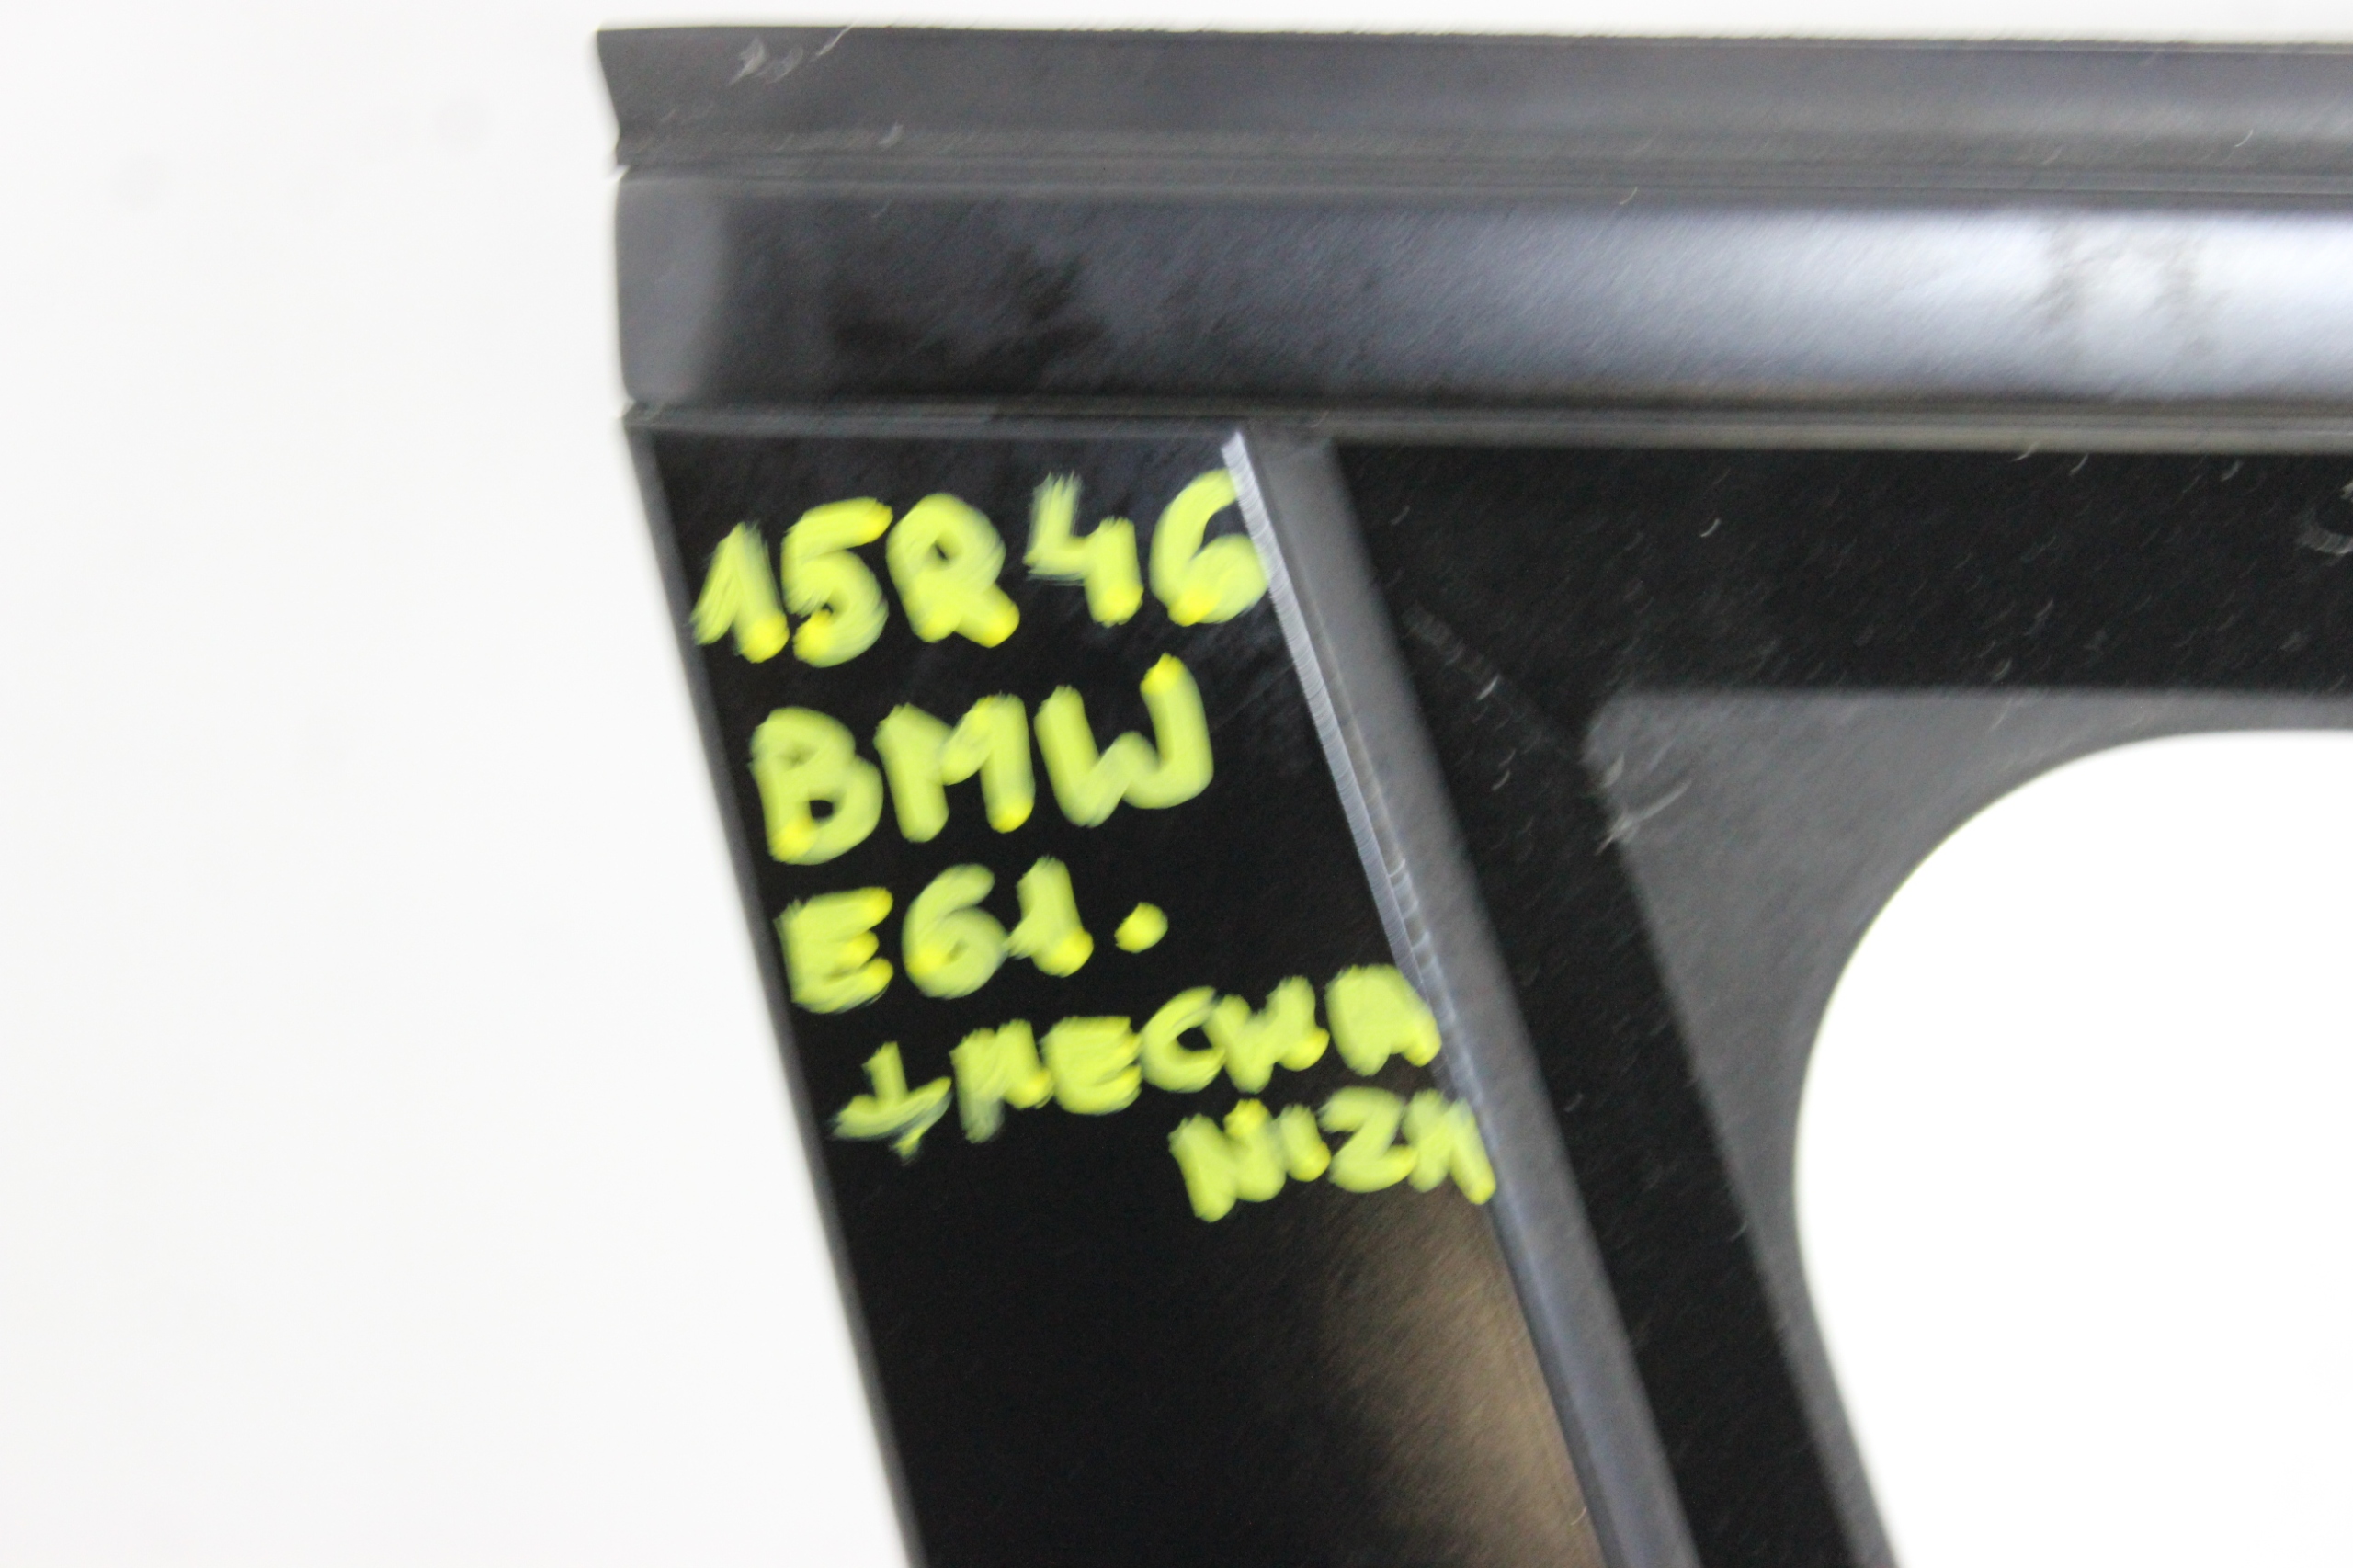 15R46
BMW
E61.
+MECHA
NIZM